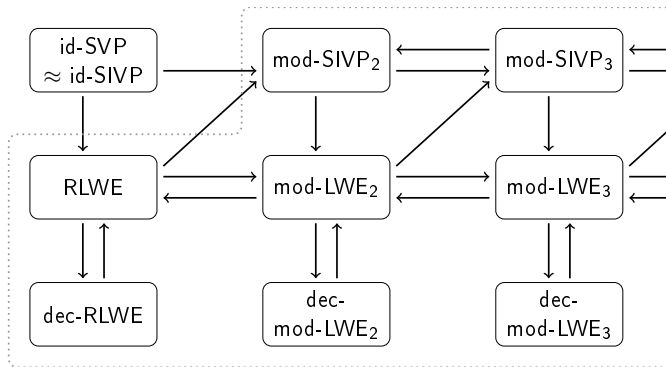 id-SVP
≈ id-SIVP
mod-SIVP₂
mod-SIVP₃
RLWE
mod-LWE₂
mod-LWE₃
dec-RLWE
dec-
mod-LWE₂
dec-
mod-LWE₃